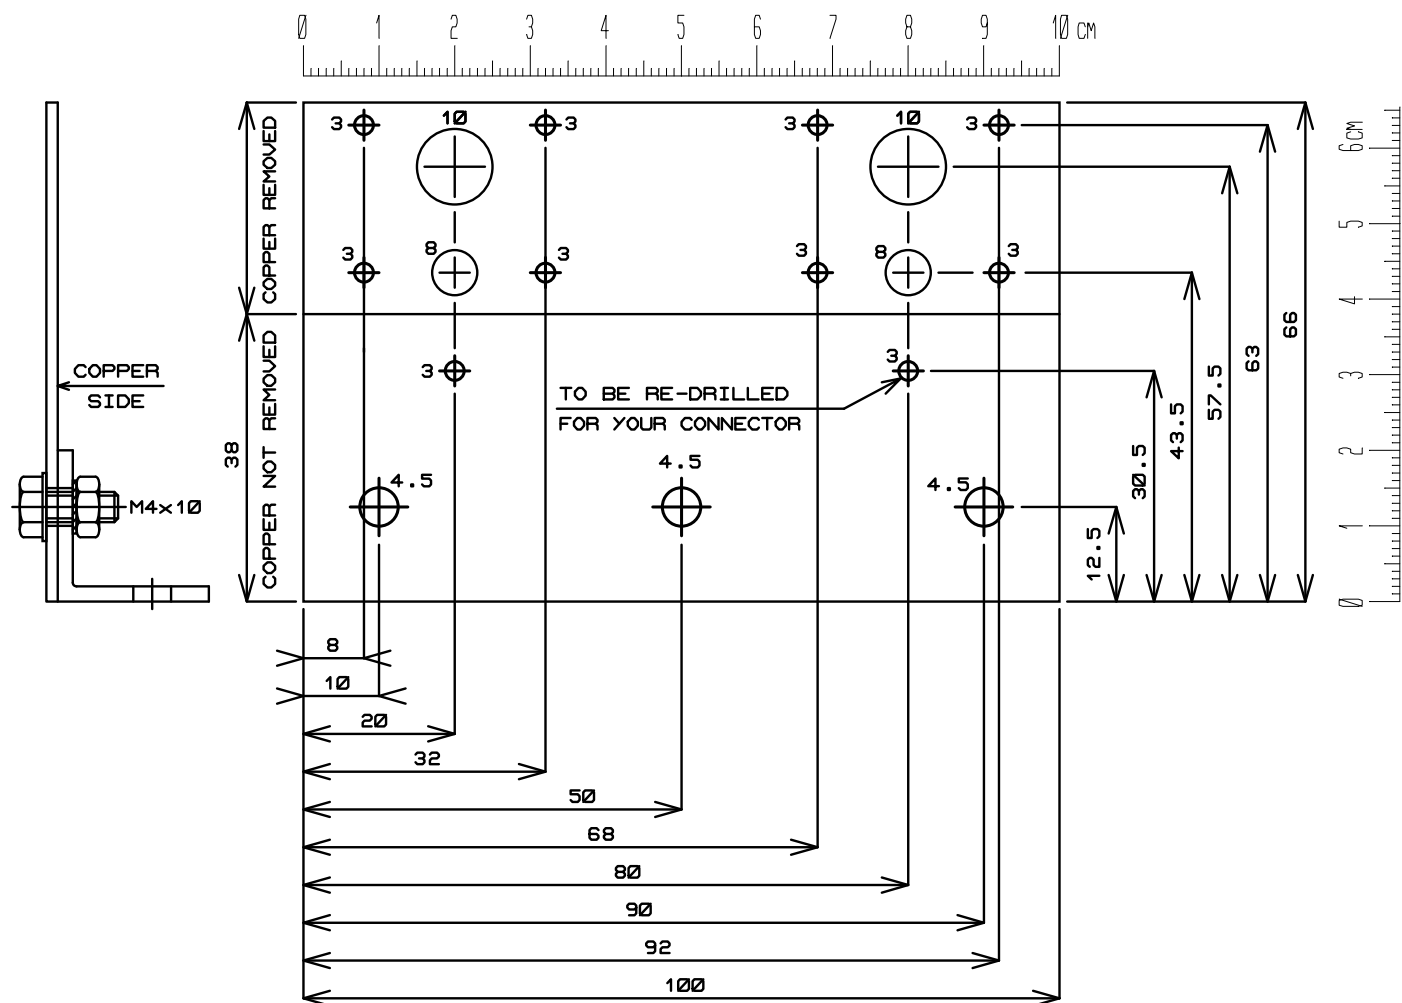 0 1 2 3 4 5 6 7 8 9 10 CM
COPPER REMOVED
3 10 3 3 10 3
3 8 3 3 8 3
6CM
5
4
3
2
1
0
66
63
57.5
43.5
30.5
12.5
COPPER
SIDE
38
COPPER NOT REMOVED
3
3
TO BE RE-DRILLED
FOR YOUR CONNECTOR
4.5 4.5 4.5
M4x10
8
10
20
32
50
68
80
90
92
100